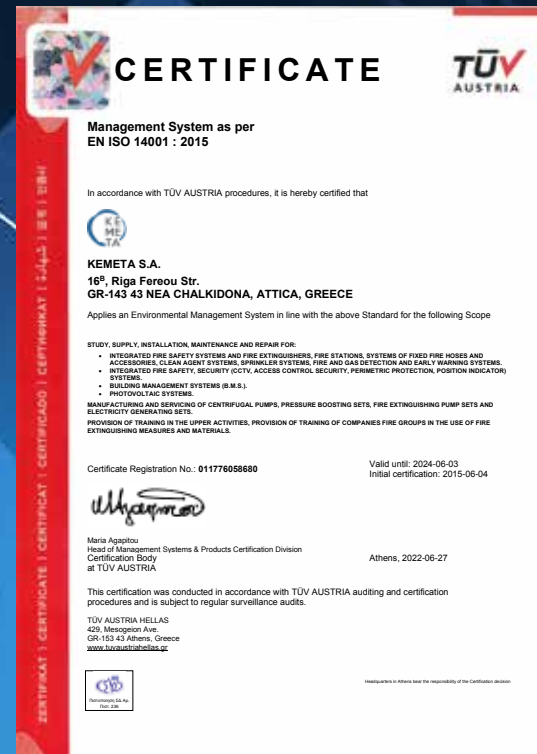 CERTIFICATE
TÜV
AUSTRIA
Management System as per
EN ISO 14001 : 2015
In accordance with TÜV AUSTRIA procedures, it is hereby certified that
KE
ME
TA
KEMETA S.A.
16B, Riga Fereou Str.
GR-143 43 NEA CHALKIDONA, ATTICA, GREECE
Applies an Environmental Management System in line with the above Standard for the following Scope
STUDY, SUPPLY, INSTALLATION, MAINTENANCE AND REPAIR FOR:
• INTEGRATED FIRE SAFETY SYSTEMS AND FIRE EXTINGUISHERS, FIRE STATIONS, SYSTEMS OF FIXED FIRE HOSES AND
ACCESSORIES, CLEAN AGENT SYSTEMS, SPRINKLER SYSTEMS, FIRE AND GAS DETECTION AND EARLY WARNING SYSTEMS.
• INTEGRATED FIRE SAFETY, SECURITY (CCTV, ACCESS CONTROL SECURITY, PERIMETRIC PROTECTION, POSITION INDICATOR)
SYSTEMS.
• BUILDING MANAGEMENT SYSTEMS (B.M.S.).
• PHOTOVOLTAIC SYSTEMS.
MANUFACTURING AND SERVICING OF CENTRIFUGAL PUMPS, PRESSURE BOOSTING SETS, FIRE EXTINGUISHING PUMP SETS AND
ELECTRICITY GENERATING SETS.
PROVISION OF TRAINING IN THE UPPER ACTIVITIES, PROVISION OF TRAINING OF COMPANIES FIRE GROUPS IN THE USE OF FIRE
EXTINGUISHING MEASURES AND MATERIALS.
Certificate Registration No.: 011776058680
Valid until: 2024-06-03
Initial certification: 2015-06-04
Maria Agapitou
Head of Management Systems & Products Certification Division
Certification Body
at TÜV AUSTRIA
Athens, 2022-06-27
This certification was conducted in accordance with TÜV AUSTRIA auditing and certification
procedures and is subject to regular surveillance audits.
TÜV AUSTRIA HELLAS
429, Mesogeion Ave.
GR-153 43 Athens, Greece
www.tuvaustriahellas.gr
Headquarters in Athens bear the responsibility of the Certification decision
Πιστοποίηση ΣΔ Αρ.
Πιστ. 236
ZERTIFIKAT | CERTIFICATE | CERTIFICAT | CERTIFICADO | СЕРТИФИКАТ | شهادة